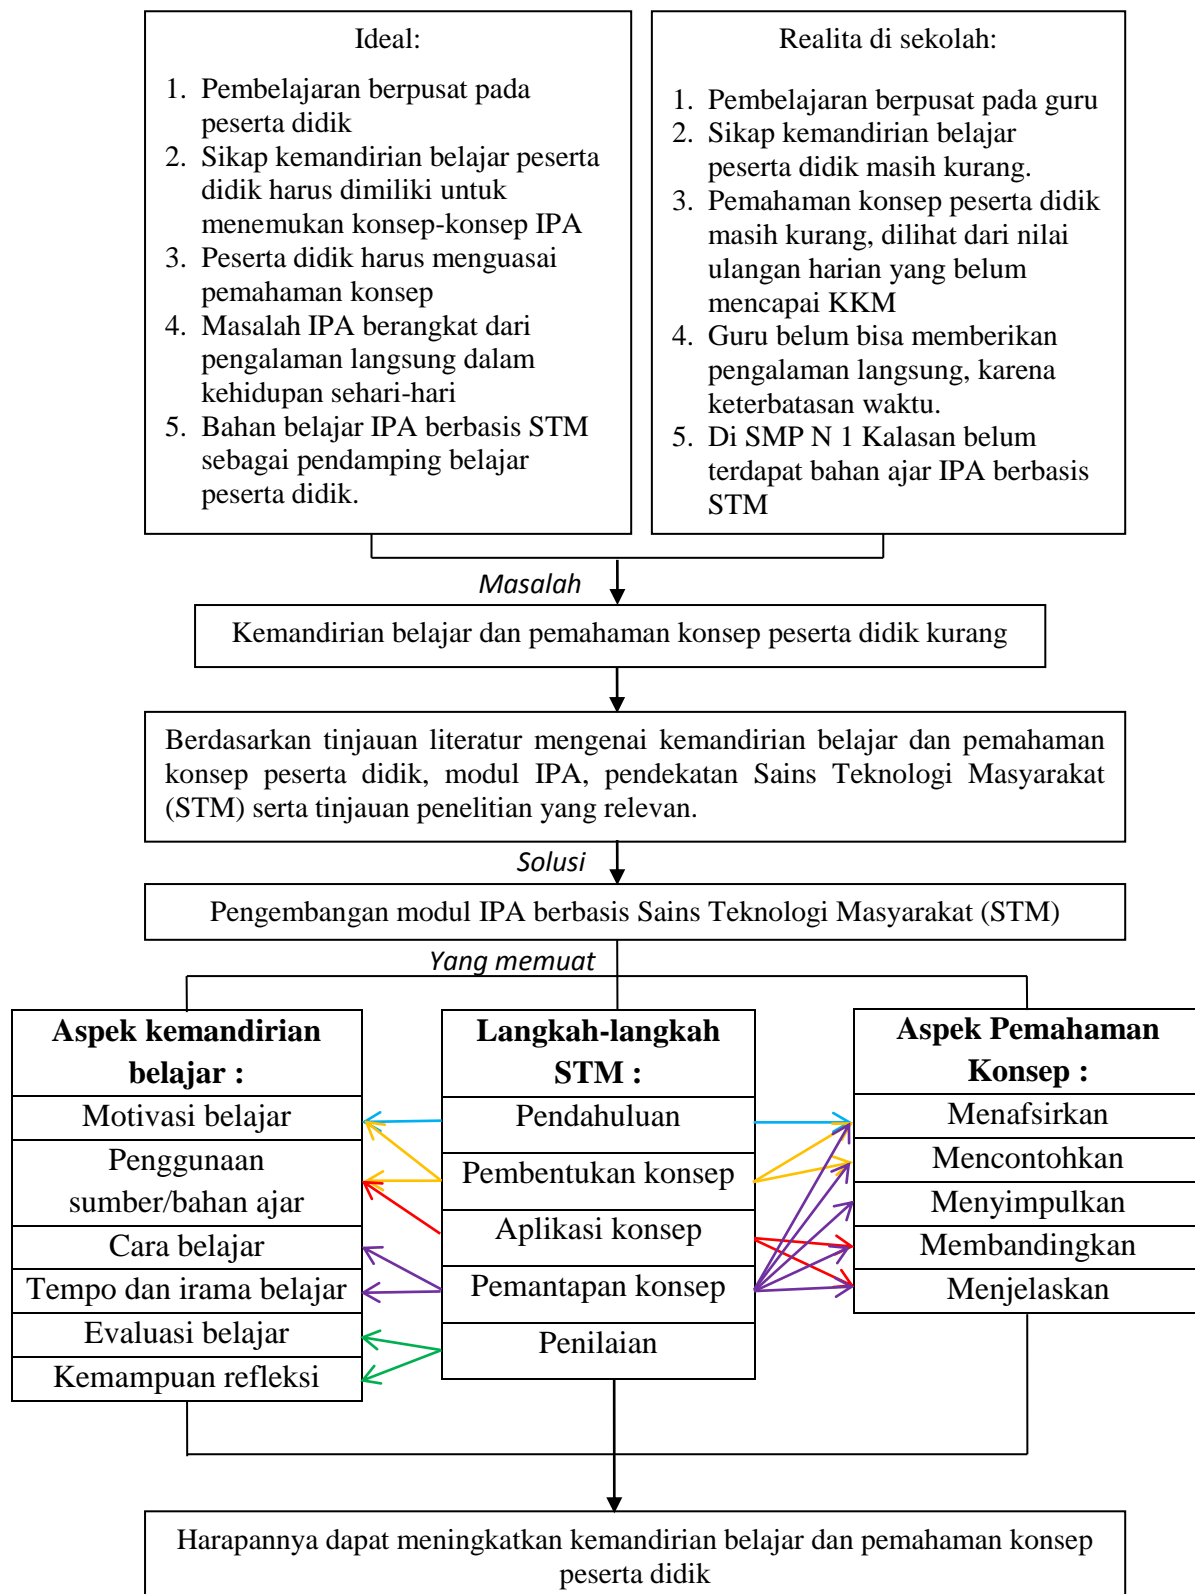 Ideal:
1. Pembelajaran berpusat pada
peserta didik
2. Sikap kemandirian belajar peserta
didik harus dimiliki untuk
menemukan konsep-konsep IPA
3. Peserta didik harus menguasai
pemahaman konsep
4. Masalah IPA berangkat dari
pengalaman langsung dalam
kehidupan sehari-hari
5. Bahan belajar IPA berbasis STM
sebagai pendamping belajar
peserta didik.
Realita di sekolah:
1. Pembelajaran berpusat pada guru
2. Sikap kemandirian belajar
peserta didik masih kurang.
3. Pemahaman konsep peserta didik
masih kurang, dilihat dari nilai
ulangan harian yang belum
mencapai KKM
4. Guru belum bisa memberikan
pengalaman langsung, karena
keterbatasan waktu.
5. Di SMP N 1 Kalasan belum
terdapat bahan ajar IPA berbasis
STM
Masalah
Kemandirian belajar dan pemahaman konsep peserta didik kurang
Berdasarkan tinjauan literatur mengenai kemandirian belajar dan pemahaman
konsep peserta didik, modul IPA, pendekatan Sains Teknologi Masyarakat
(STM) serta tinjauan penelitian yang relevan.
Solusi
Pengembangan modul IPA berbasis Sains Teknologi Masyarakat (STM)
Yang memuat
Aspek kemandirian
belajar :
Motivasi belajar
Penggunaan
sumber/bahan ajar
Cara belajar
Tempo dan irama belajar
Evaluasi belajar
Kemampuan refleksi
Langkah-langkah
STM :
Pendahuluan
Pembentukan konsep
Aplikasi konsep
Pemantapan konsep
Penilaian
Aspek Pemahaman
Konsep :
Menafsirkan
Mencontohkan
Menyimpulkan
Membandingkan
Menjelaskan
Harapannya dapat meningkatkan kemandirian belajar dan pemahaman konsep
peserta didik